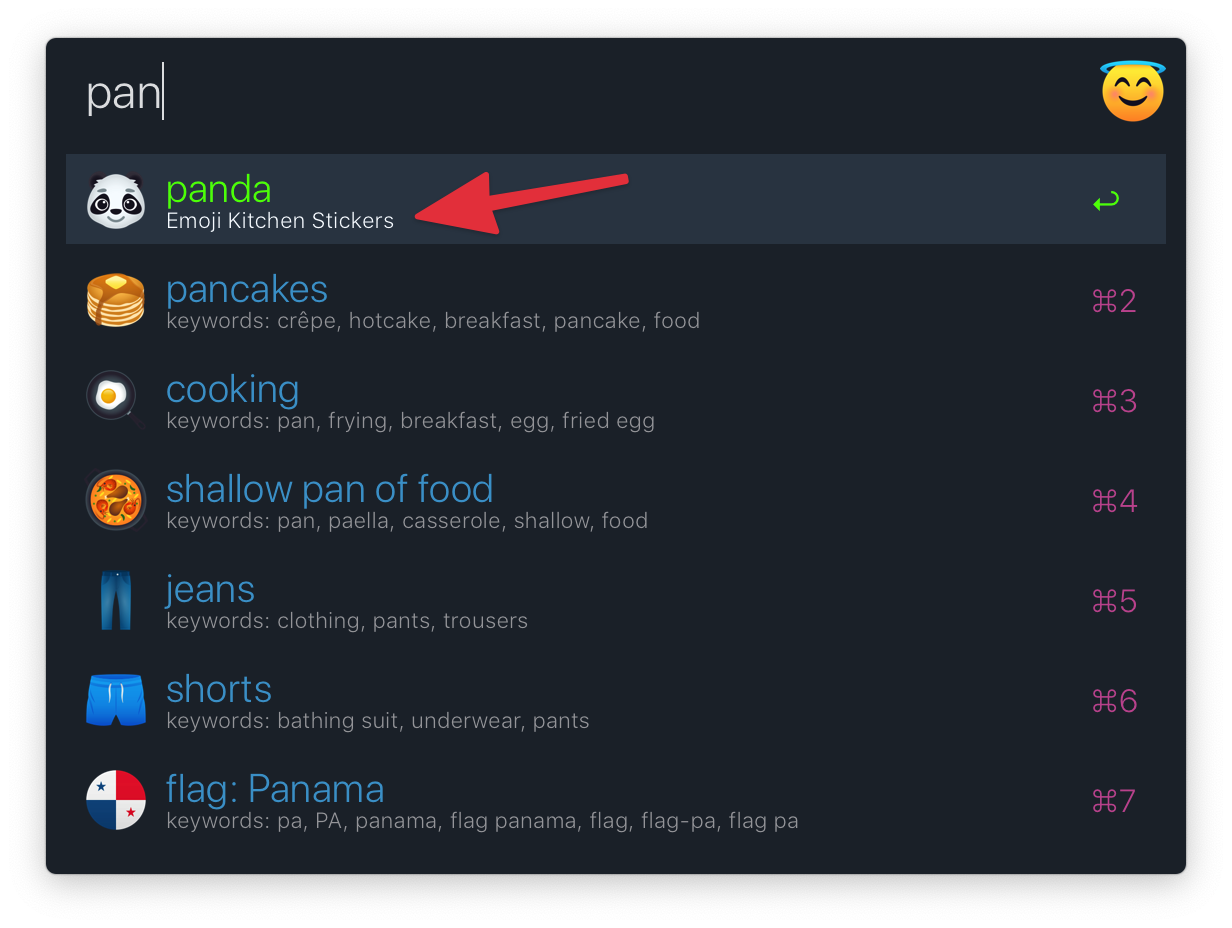 pan
panda
Emoji Kitchen Stickers
pancakes
keywords: crêpe, hotcake, breakfast, pancake, food
⌘2
cooking
keywords: pan, frying, breakfast, egg, fried egg
⌘3
shallow pan of food
keywords: pan, paella, casserole, shallow, food
⌘4
jeans
keywords: clothing, pants, trousers
⌘5
shorts
keywords: bathing suit, underwear, pants
⌘6
flag: Panama
keywords: pa, PA, panama, flag panama, flag, flag-pa, flag pa
⌘7